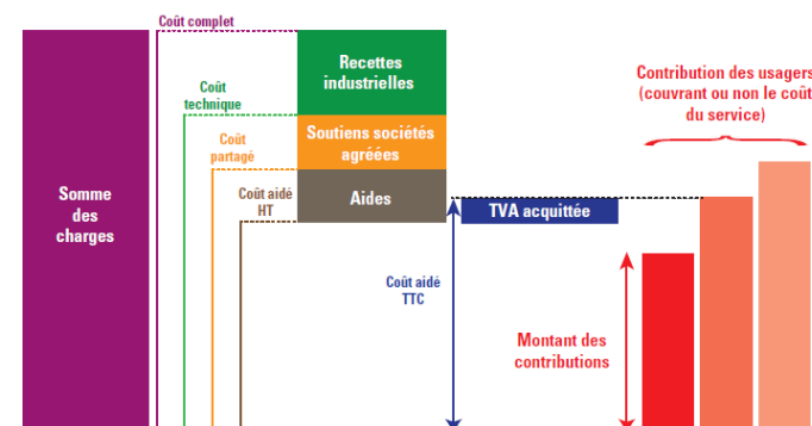 Coût complet
Recettes
industrielles
Contribution des usagers
(couvrant ou non le coût
du service)
Coût
technique
Soutiens sociétés
agréées
Coût
partagé
Somme
des
charges
Coût aidé
HT
Aides
TVA acquittée
Coût aidé
TTC
Montant des
contributions